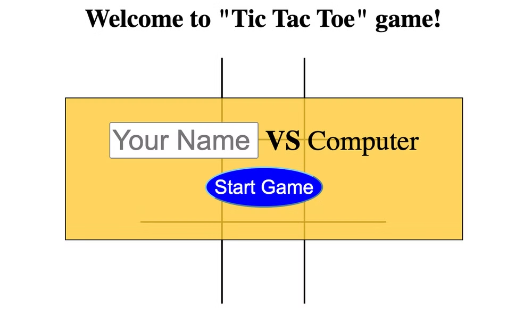 Welcome to "Tic Tac Toe" game!
Your Name VS Computer
Start Game